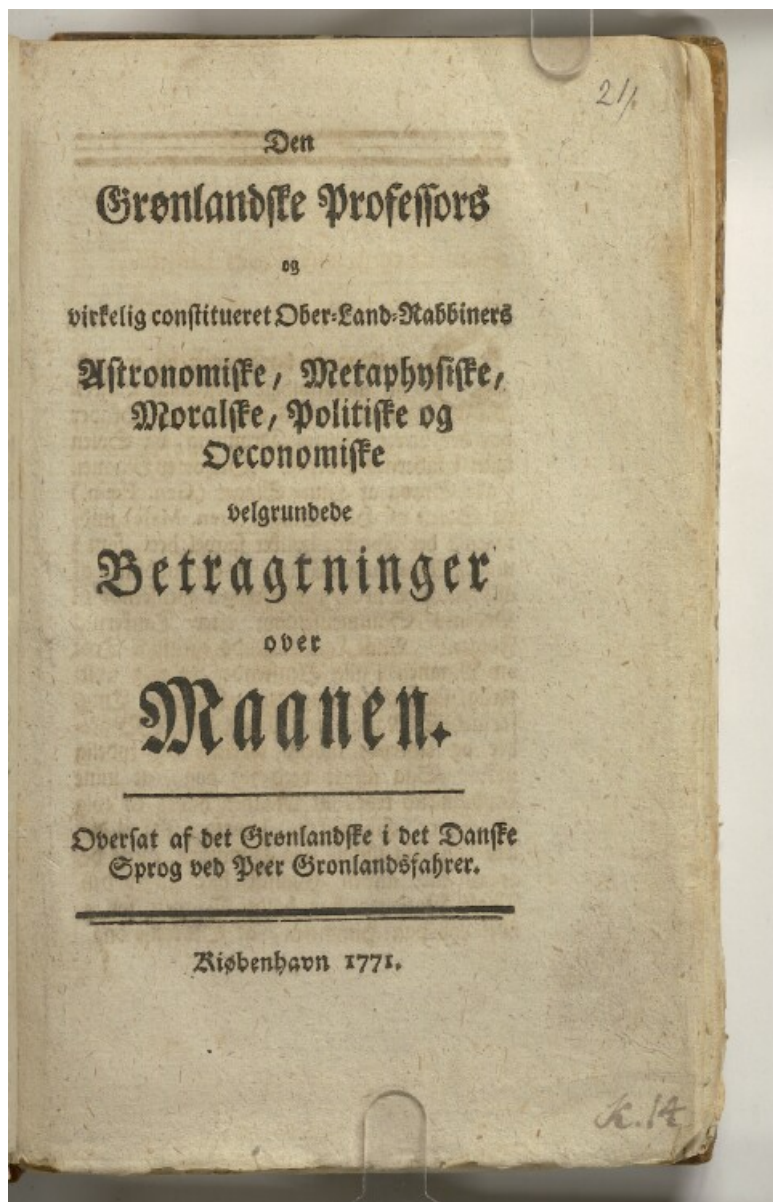 21/.
Den
Grønlandske Professors
og
virkelig constitueret Ober-Land-Rabbiners
Astronomiske, Metaphysiske,
Moralske, Politiske og
Oeconomiske
velgrundede
Betragtninger
over
Maanen.
Oversat af det Grønlandske i det Danske
Sprog ved Peer Gronlandsfahrer.
Kiøbenhavn 1771.
K. 14